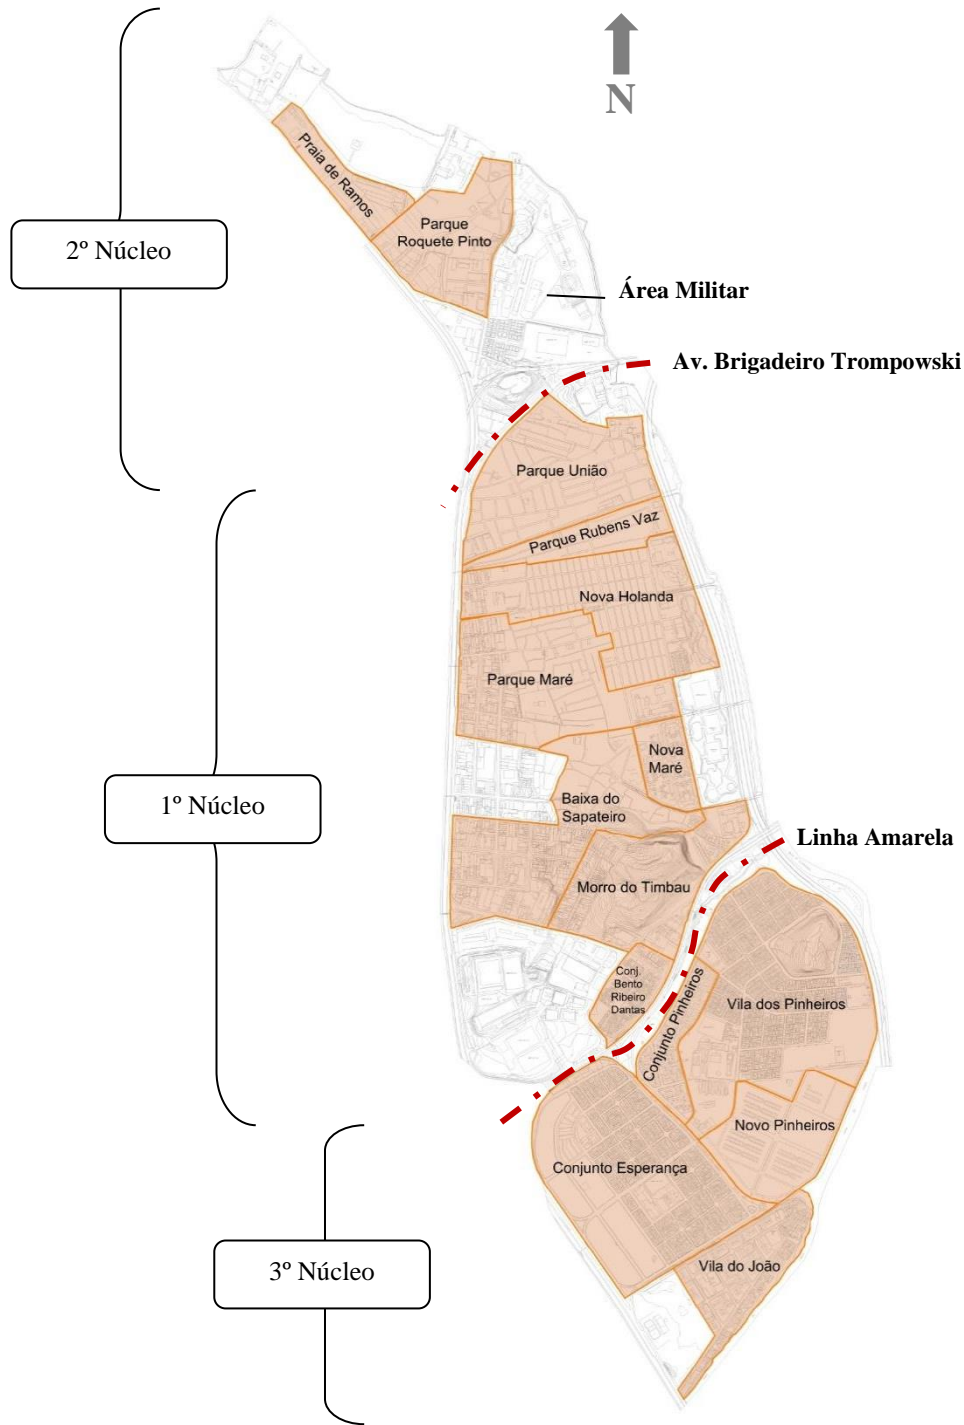 N
Praia de Ramos
Parque
Roquete Pinto
2º Núcleo
Área Militar
Av. Brigadeiro Trompowski
Parque União
Parque Rubens Vaz
Nova Holanda
Parque Maré
Nova
Maré
1º Núcleo
Baixa do
Sapateiro
Linha Amarela
Morro do Timbau
Conj.
Bento
Ribeiro
Dantas
Conjunto Pinheiros
Vila dos Pinheiros
Novo Pinheiros
Conjunto Esperança
3º Núcleo
Vila do João